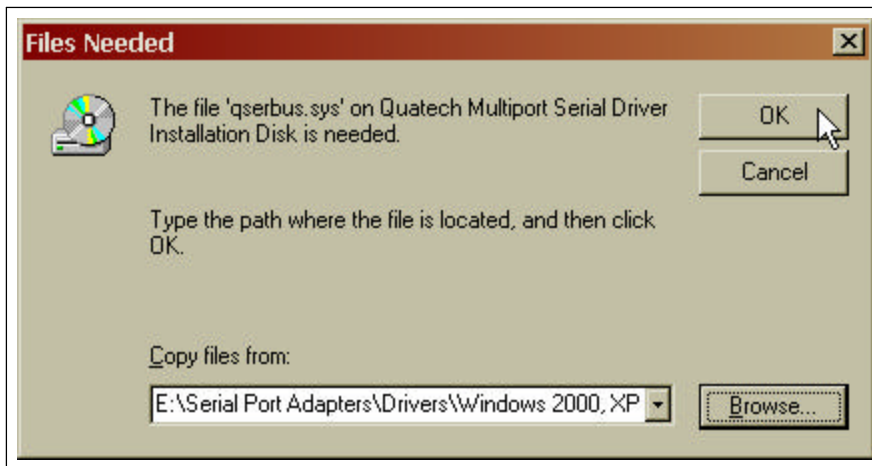 Files Needed
The file 'qserbus.sys' on Quatech Multiport Serial Driver
Installation Disk is needed.
OK
Cancel
Type the path where the file is located, and then click
OK.
Copy files from:
E:\Serial Port Adapters\Drivers\Windows 2000, XP
Browse...